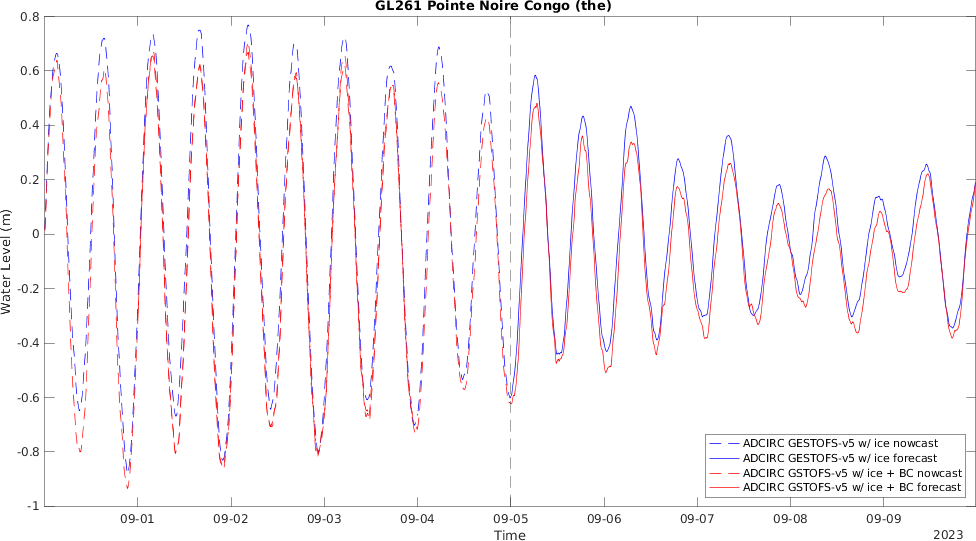 GL261 Pointe Noire Congo (the)
0.8
0.6
0.4
0.2
0
-0.2
-0.4
-0.6
-0.8
-1
Water Level (m)
ADCIRC GESTOFS-v5 w/ ice nowcast
ADCIRC GESTOFS-v5 w/ ice forecast
ADCIRC GSTOFS-v5 w/ ice + BC nowcast
ADCIRC GSTOFS-v5 w/ ice + BC forecast
09-01 09-02 09-03 09-04 09-05 09-06 09-07 09-08 09-09
Time
2023